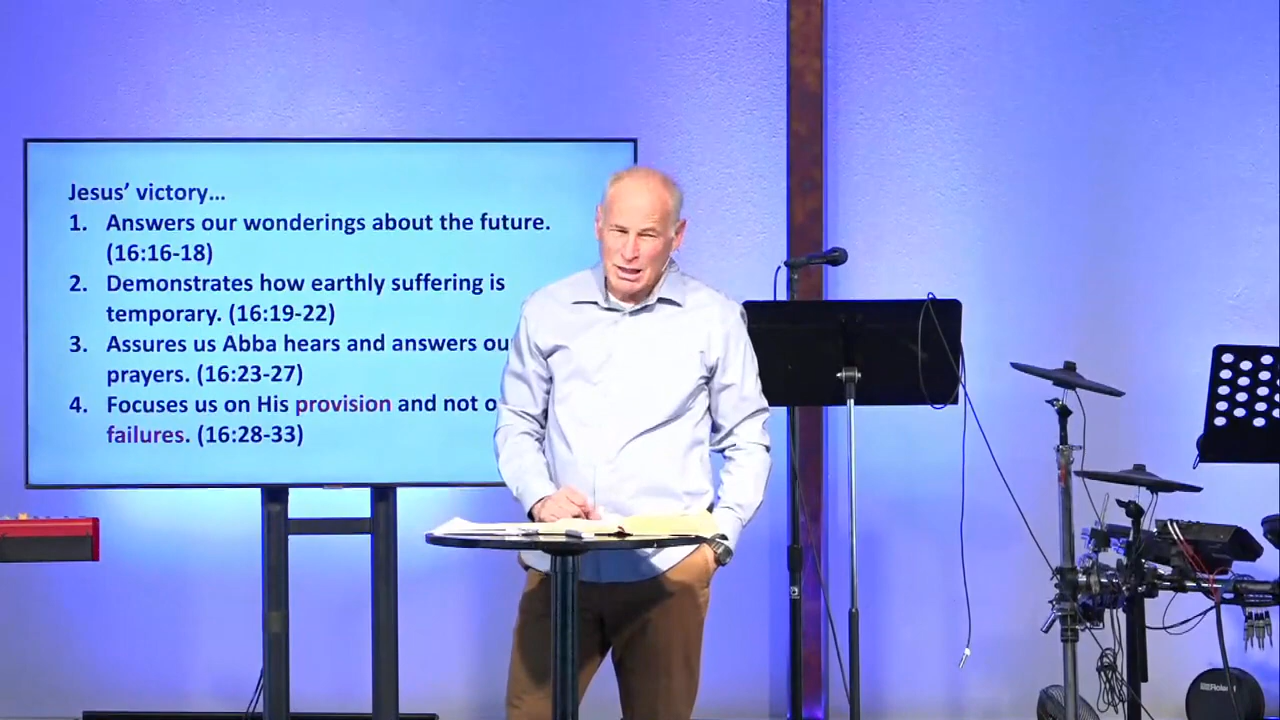 Jesus’ victory…
1. Answers our wonderings about the future.
(16:16-18)
2. Demonstrates how earthly suffering is
temporary. (16:19-22)
3. Assures us Abba hears and answers ou
prayers. (16:23-27)
4. Focuses us on His provision and not o
failures. (16:28-33)
Roland